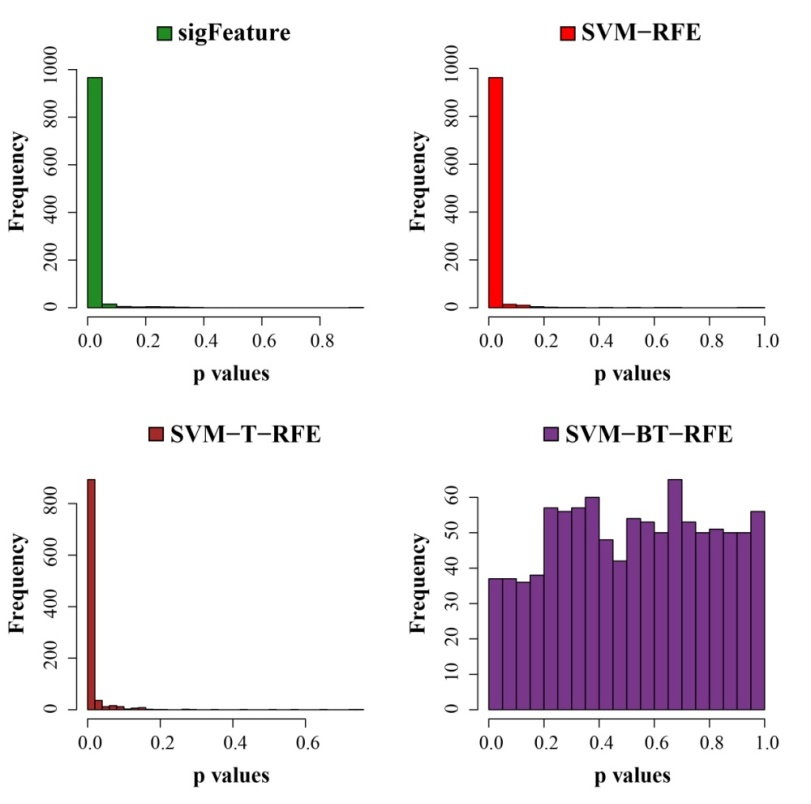 sigFeature
Frequency
0 200 400 600 800 1000
0.0 0.2 0.4 0.6 0.8
p values
SVM−RFE
Frequency
0 200 400 600 800 1000
0.0 0.2 0.4 0.6 0.8 1.0
p values
SVM−T−RFE
Frequency
0 200 400 600 800
0.0 0.2 0.4 0.6
p values
SVM−BT−RFE
Frequency
0 10 20 30 40 50 60
0.0 0.2 0.4 0.6 0.8 1.0
p values